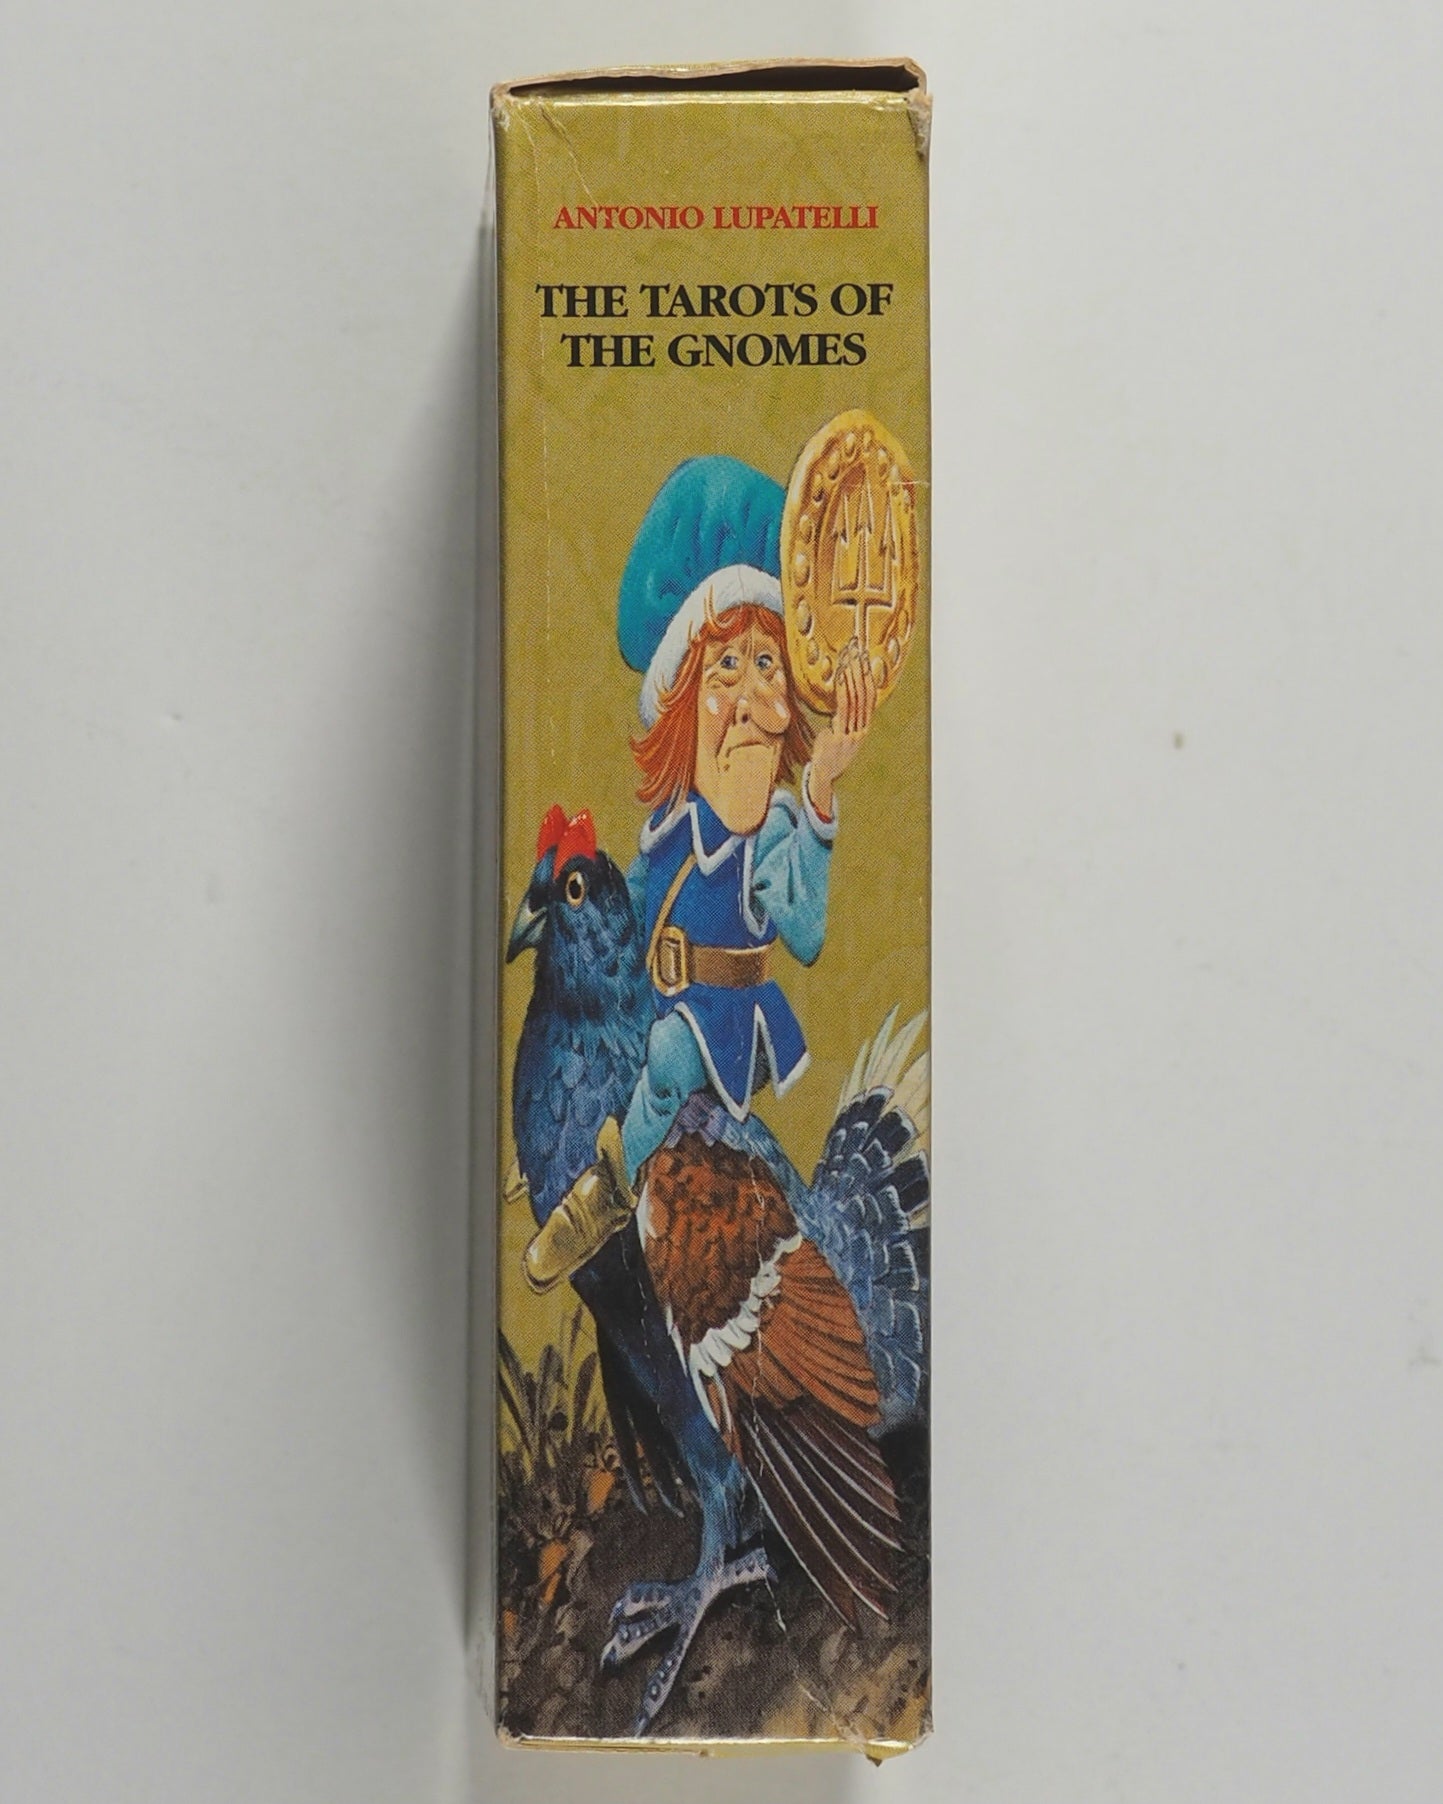 ANTONIO LUPATELLI
THE TAROTS OF
THE GNOMES